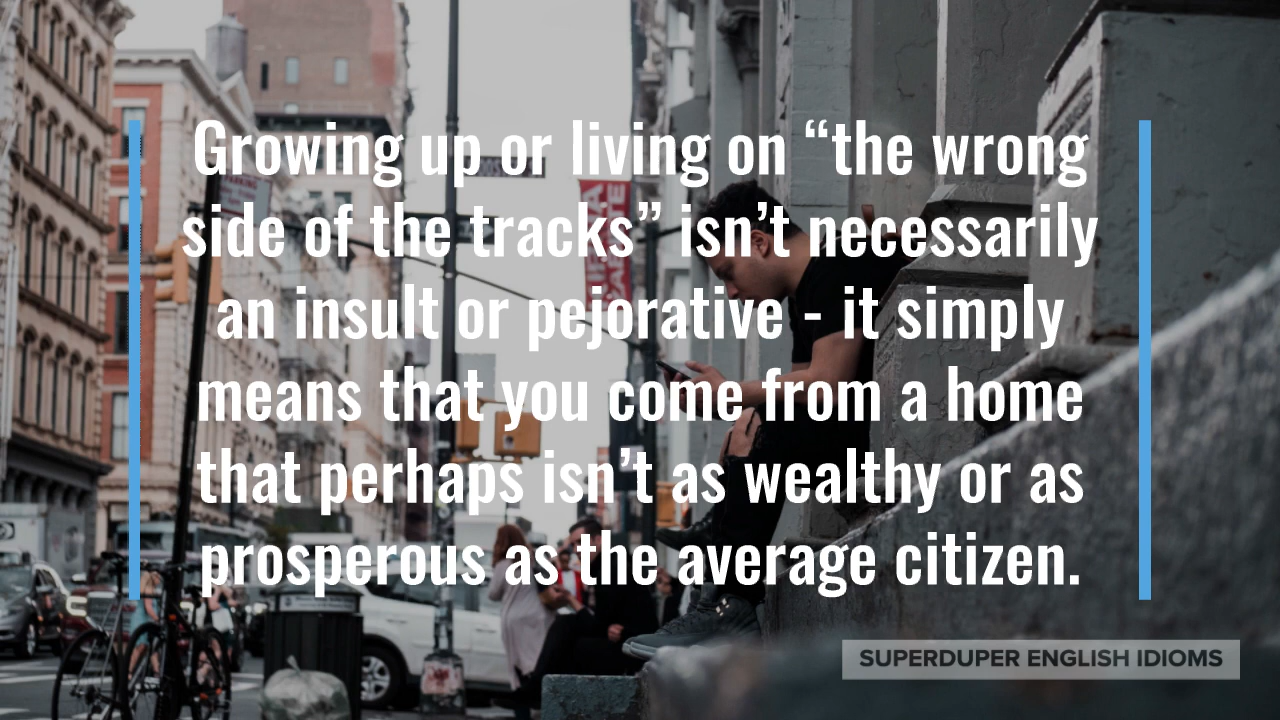 Growing up or living on “the wrong
side of the tracks” isn’t necessarily
an insult or pejorative - it simply
means that you come from a home
that perhaps isn’t as wealthy or as
prosperous as the average citizen.
SUPERDUPER ENGLISH IDIOMS